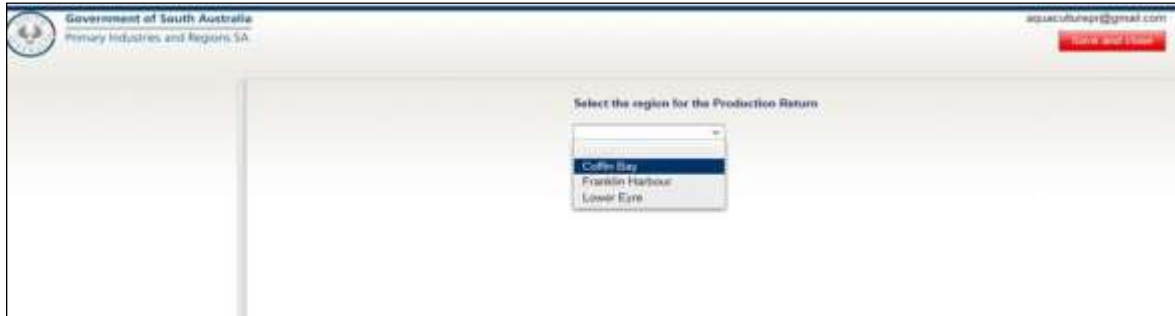 Government of South Australia
Primary Industries and Regions SA
aquaculturepr@gmail.com
Save and Close
Select the region for the Production Return
Coffin Bay
Franklin Harbour
Lower Eyre